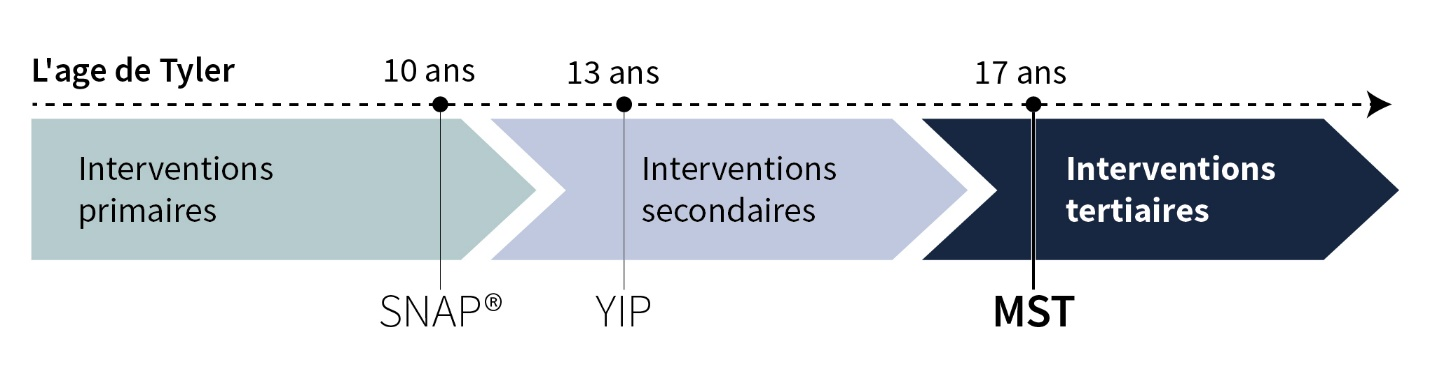 L'age de Tyler
10 ans
13 ans
17 ans
Interventions
primaires
Interventions
secondaires
Interventions
tertiaires
SNAP®
YIP
MST